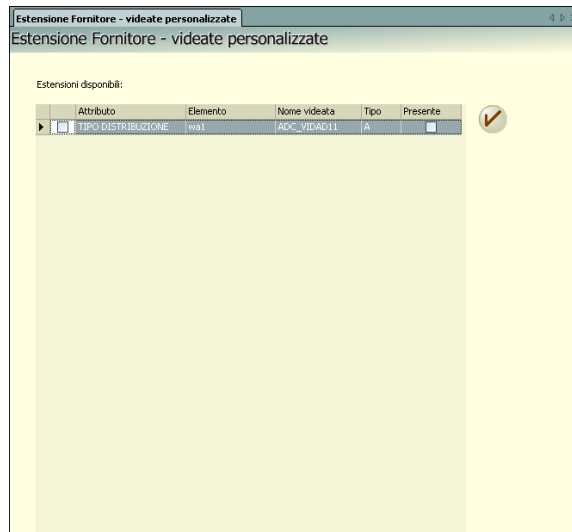 Estensione Fornitore - videate personalizzate
Estensione Fornitore - videate personalizzate
Estensioni disponibili:
Attributo Elemento Nome videata Tipo Presente
TIPO DISTRIBUZIONE wa1 ADC_VIDAD11 A